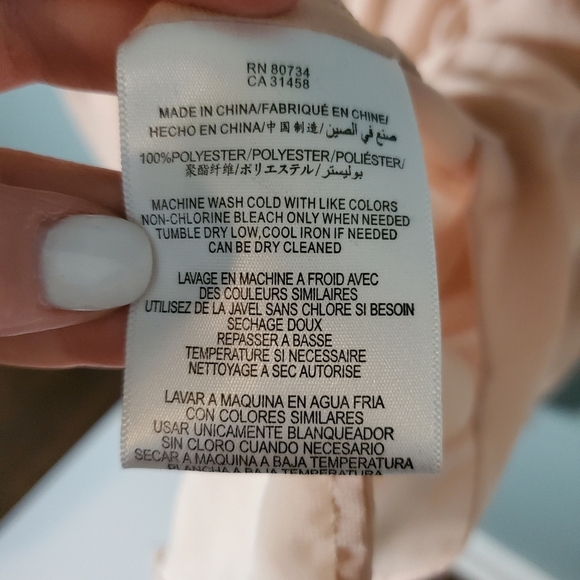 RN 80734
CA 31458
MADE IN CHINA/FABRIQUÉ EN CHINE/
HECHO EN CHINA/中国制造/صنع في الصين
100%POLYESTER/POLYESTER/POLIÉSTER/
聚酯纤维/ポリエステル/بوليستر
MACHINE WASH COLD WITH LIKE COLORS
NON-CHLORINE BLEACH ONLY WHEN NEEDED
TUMBLE DRY LOW,COOL IRON IF NEEDED
CAN BE DRY CLEANED
LAVAGE EN MACHINE A FROID AVEC
DES COULEURS SIMILAIRES
UTILISEZ DE LA JAVEL SANS CHLORE SI BESOIN
SECHAGE DOUX
REPASSER A BASSE
TEMPERATURE SI NECESSAIRE
NETTOYAGE A SEC AUTORISE
LAVAR A MAQUINA EN AGUA FRIA
CON COLORES SIMILARES
USAR UNICAMENTE BLANQUEADOR
SIN CLORO CUANDO NECESARIO
SECAR A MAQUINA A BAJA TEMPERATURA
PLANCHA A BAJA TEMPERATURA